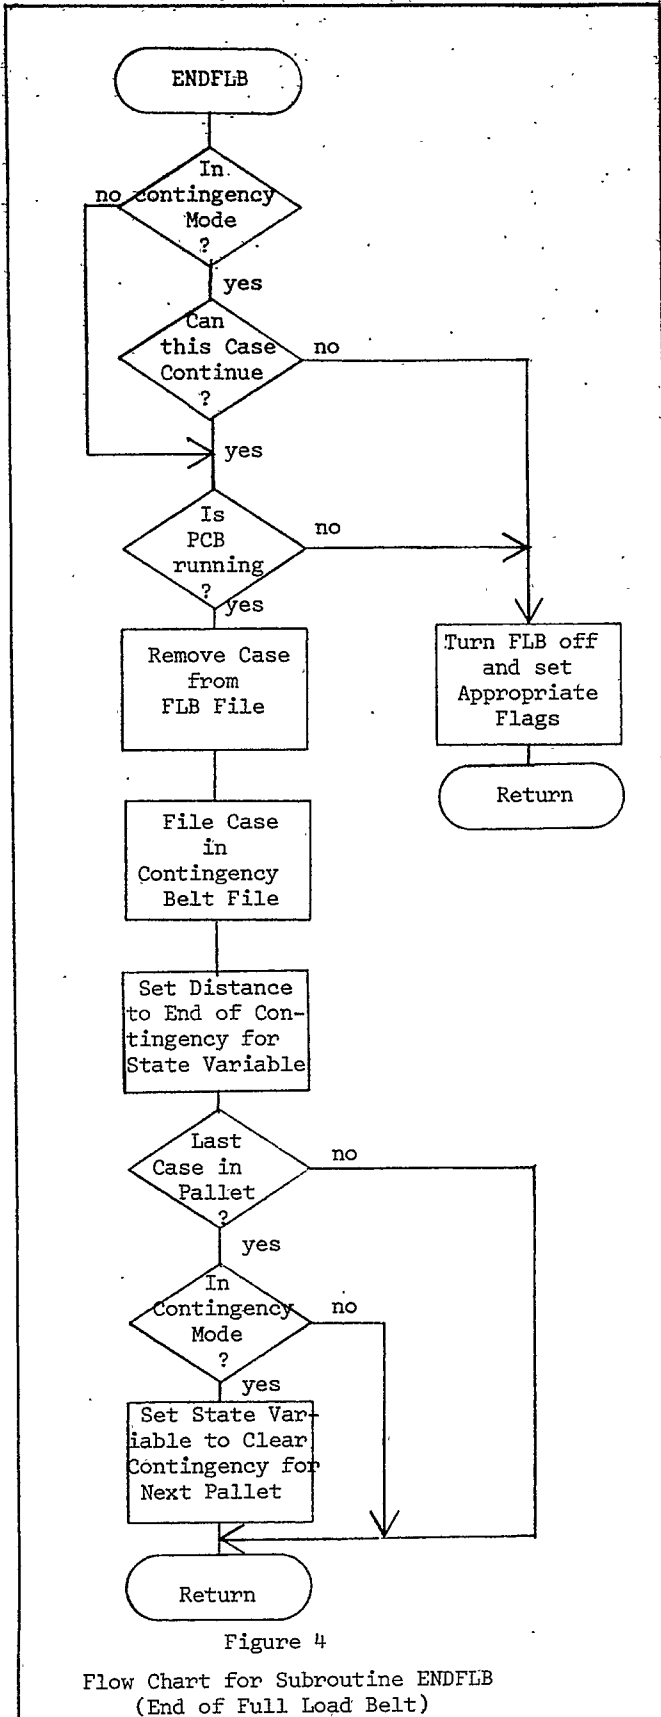 ENDFLB
In
no contingency
Mode
?
yes
Can
this Case
Continue
?
no
yes
Is
PCB
running
?
no
yes
Remove Case
from
FLB File
Turn FLB off
and set
Appropriate
Flags
Return
File Case
in
Contingency
Belt File
Set Distance
to End of Con-
tingency for
State Variable
Last
Case in
Pallet
?
no
yes
In
Contingency
Mode
?
no
yes
Set State Var-
iable to Clear
Contingency for
Next Pallet
Return
Figure 4
Flow Chart for Subroutine ENDFLB
(End of Full Load Belt)